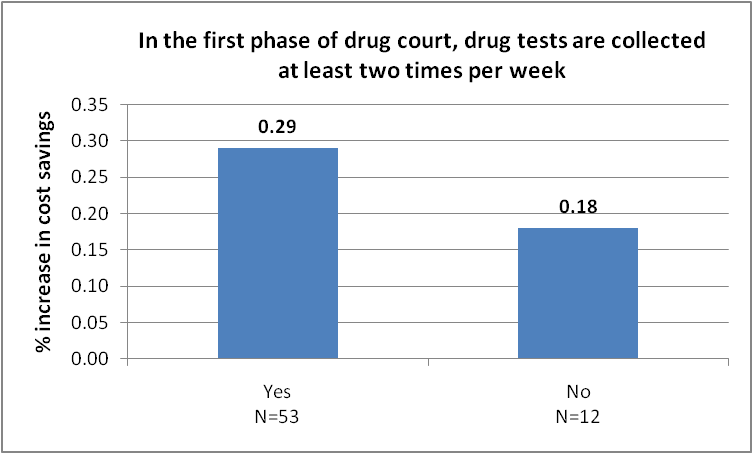 In the first phase of drug court, drug tests are collected
at least two times per week
% increase in cost savings
0.35
0.30
0.25
0.20
0.15
0.10
0.05
0.00
0.29
0.18
Yes
N=53
No
N=12